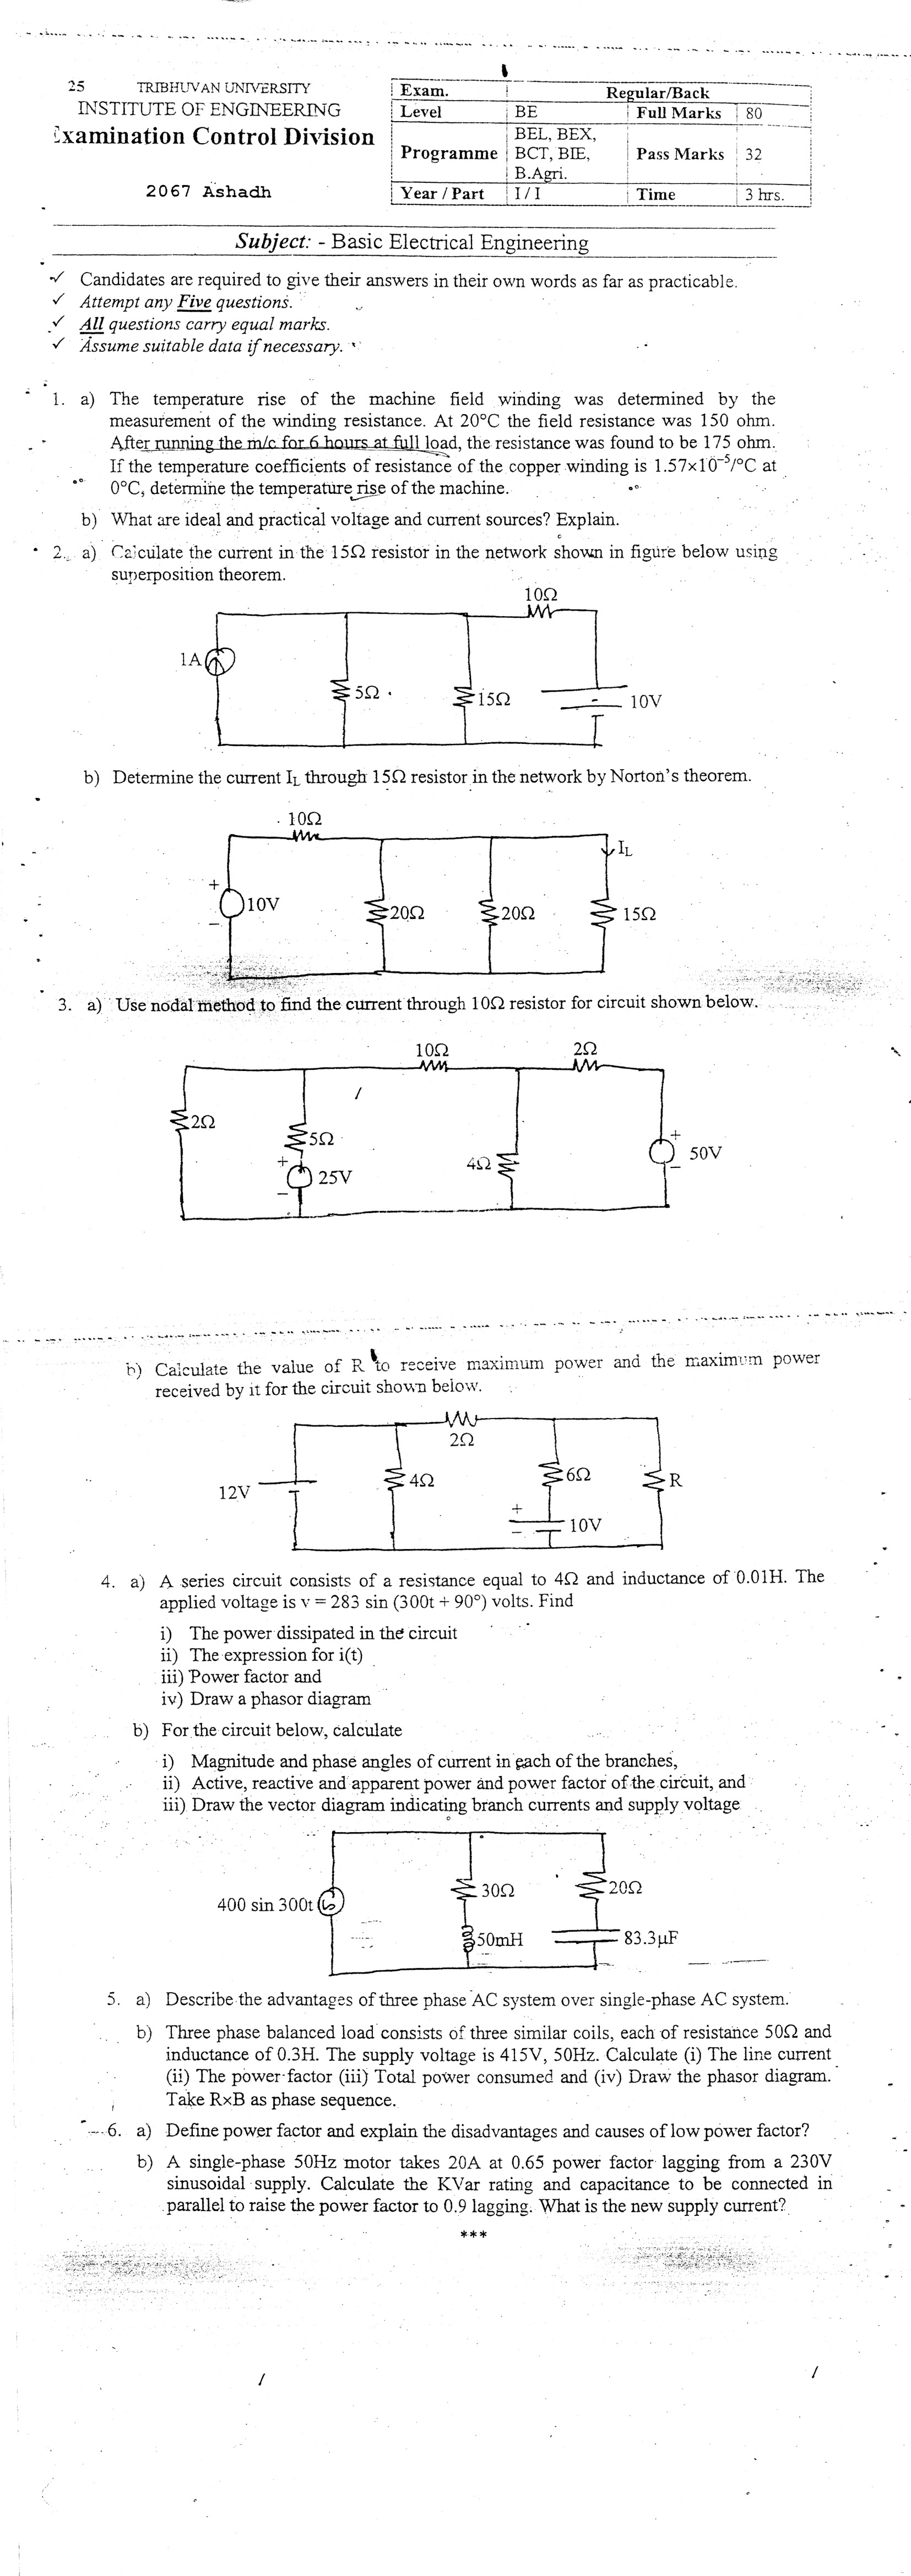 25 TRIBHUVAN UNIVERSITY
INSTITUTE OF ENGINEERING
Examination Control Division
2067 Ashadh
Exam. Regular/Back
Level BE Full Marks 80
Programme BEL, BEX, BCT, BIE, B.Agri. Pass Marks 32
Year / Part I / I Time 3 hrs.
Subject: - Basic Electrical Engineering
✓ Candidates are required to give their answers in their own words as far as practicable.
✓ Attempt any Five questions.
✓ All questions carry equal marks.
✓ Assume suitable data if necessary.
1. a) The temperature rise of the machine field winding was determined by the
measurement of the winding resistance. At 20°C the field resistance was 150 ohm.
After running the m/c for 6 hours at full load, the resistance was found to be 175 ohm.
If the temperature coefficients of resistance of the copper winding is 1.57×10⁻⁵/°C at
0°C, determine the temperature rise of the machine.
b) What are ideal and practical voltage and current sources? Explain.
2. a) Calculate the current in the 15Ω resistor in the network shown in figure below using
superposition theorem.
10Ω
1A
5Ω
15Ω
10V
b) Determine the current IL through 15Ω resistor in the network by Norton's theorem.
10Ω
IL
+
10V
20Ω
20Ω
15Ω
-
3. a) Use nodal method to find the current through 10Ω resistor for circuit shown below.
10Ω
2Ω
2Ω
5Ω
+
25V
-
4Ω
+
50V
-
b) Calculate the value of R to receive maximum power and the maximum power
received by it for the circuit shown below.
2Ω
12V
4Ω
6Ω
R
+
10V
-
4. a) A series circuit consists of a resistance equal to 4Ω and inductance of 0.01H. The
applied voltage is v = 283 sin (300t + 90°) volts. Find
i) The power dissipated in the circuit
ii) The expression for i(t)
iii) Power factor and
iv) Draw a phasor diagram
b) For the circuit below, calculate
i) Magnitude and phase angles of current in each of the branches,
ii) Active, reactive and apparent power and power factor of the circuit, and
iii) Draw the vector diagram indicating branch currents and supply voltage
400 sin 300t
30Ω
20Ω
50mH
83.3µF
5. a) Describe the advantages of three phase AC system over single-phase AC system.
b) Three phase balanced load consists of three similar coils, each of resistance 50Ω and
inductance of 0.3H. The supply voltage is 415V, 50Hz. Calculate (i) The line current
(ii) The power factor (iii) Total power consumed and (iv) Draw the phasor diagram.
Take RxB as phase sequence.
6. a) Define power factor and explain the disadvantages and causes of low power factor?
b) A single-phase 50Hz motor takes 20A at 0.65 power factor lagging from a 230V
sinusoidal supply. Calculate the KVar rating and capacitance to be connected in
parallel to raise the power factor to 0.9 lagging. What is the new supply current?
***